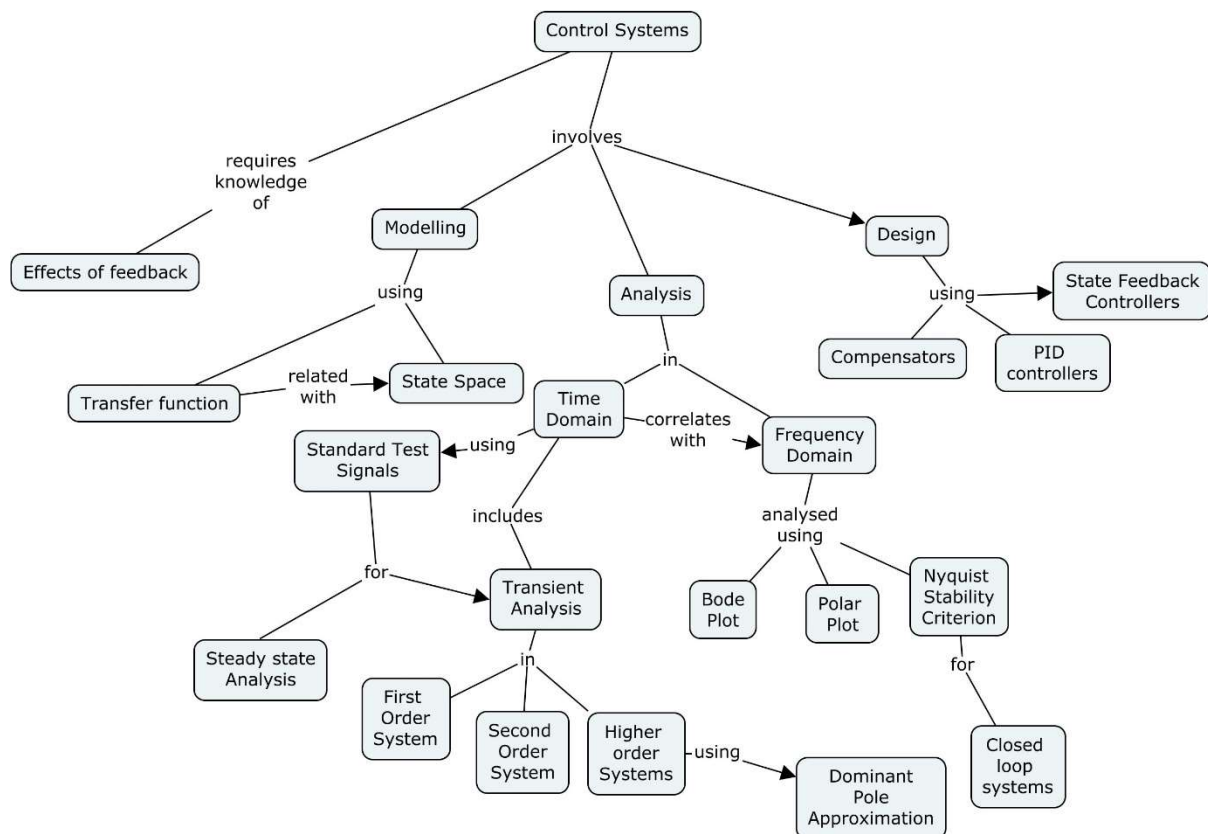 Control Systems
involves
requires
knowledge
of
Modelling
Design
Effects of feedback
using
Analysis
using
State Feedback
Controllers
Compensators
PID
controllers
in
Transfer function
related
with
State Space
Time
Domain
correlates
with
Frequency
Domain
using
Standard Test
Signals
includes
analysed
using
for
Transient
Analysis
Bode
Plot
Polar
Plot
Nyquist
Stability
Criterion
Steady state
Analysis
in
for
First
Order
System
Second
Order
System
Higher
order
Systems
using
Closed
loop
systems
Dominant
Pole
Approximation